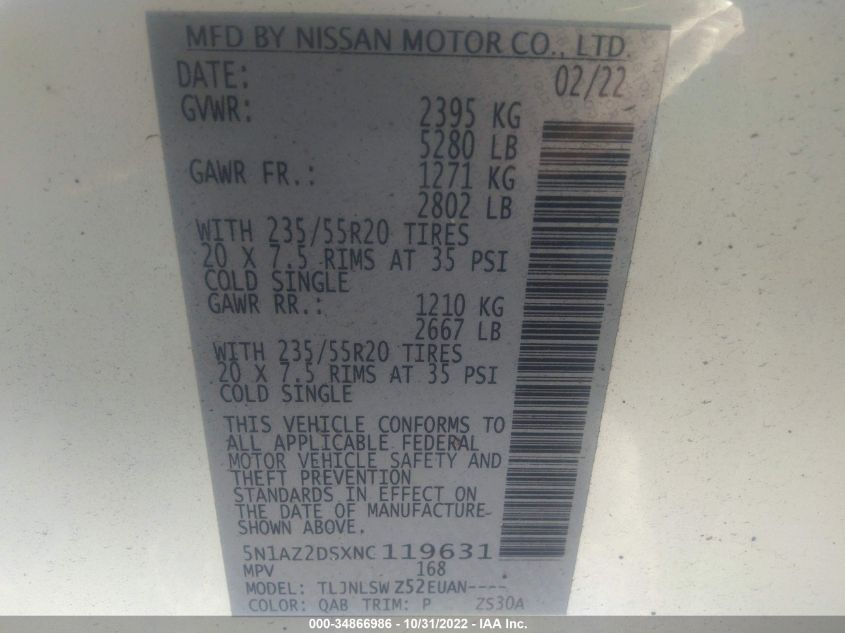 MFD BY NISSAN MOTOR CO., LTD.
DATE: 02/22
GVWR: 2395 KG
5280 LB
GAWR FR.: 1271 KG
2802 LB
WITH 235/55R20 TIRES
20 X 7.5 RIMS AT 35 PSI
COLD SINGLE
GAWR RR.: 1210 KG
2667 LB
WITH 235/55R20 TIRES
20 X 7.5 RIMS AT 35 PSI
COLD SINGLE
THIS VEHICLE CONFORMS TO
ALL APPLICABLE FEDERAL
MOTOR VEHICLE SAFETY AND
THEFT PREVENTION
STANDARDS IN EFFECT ON
THE DATE OF MANUFACTURE
SHOWN ABOVE.
5N1AZ2DSXNC119631
MPV 168
MODEL: TLJNLSWZ52EUAN----
COLOR: QAB TRIM: P ZS30A
000-34866986 - 10/31/2022 - IAA Inc.